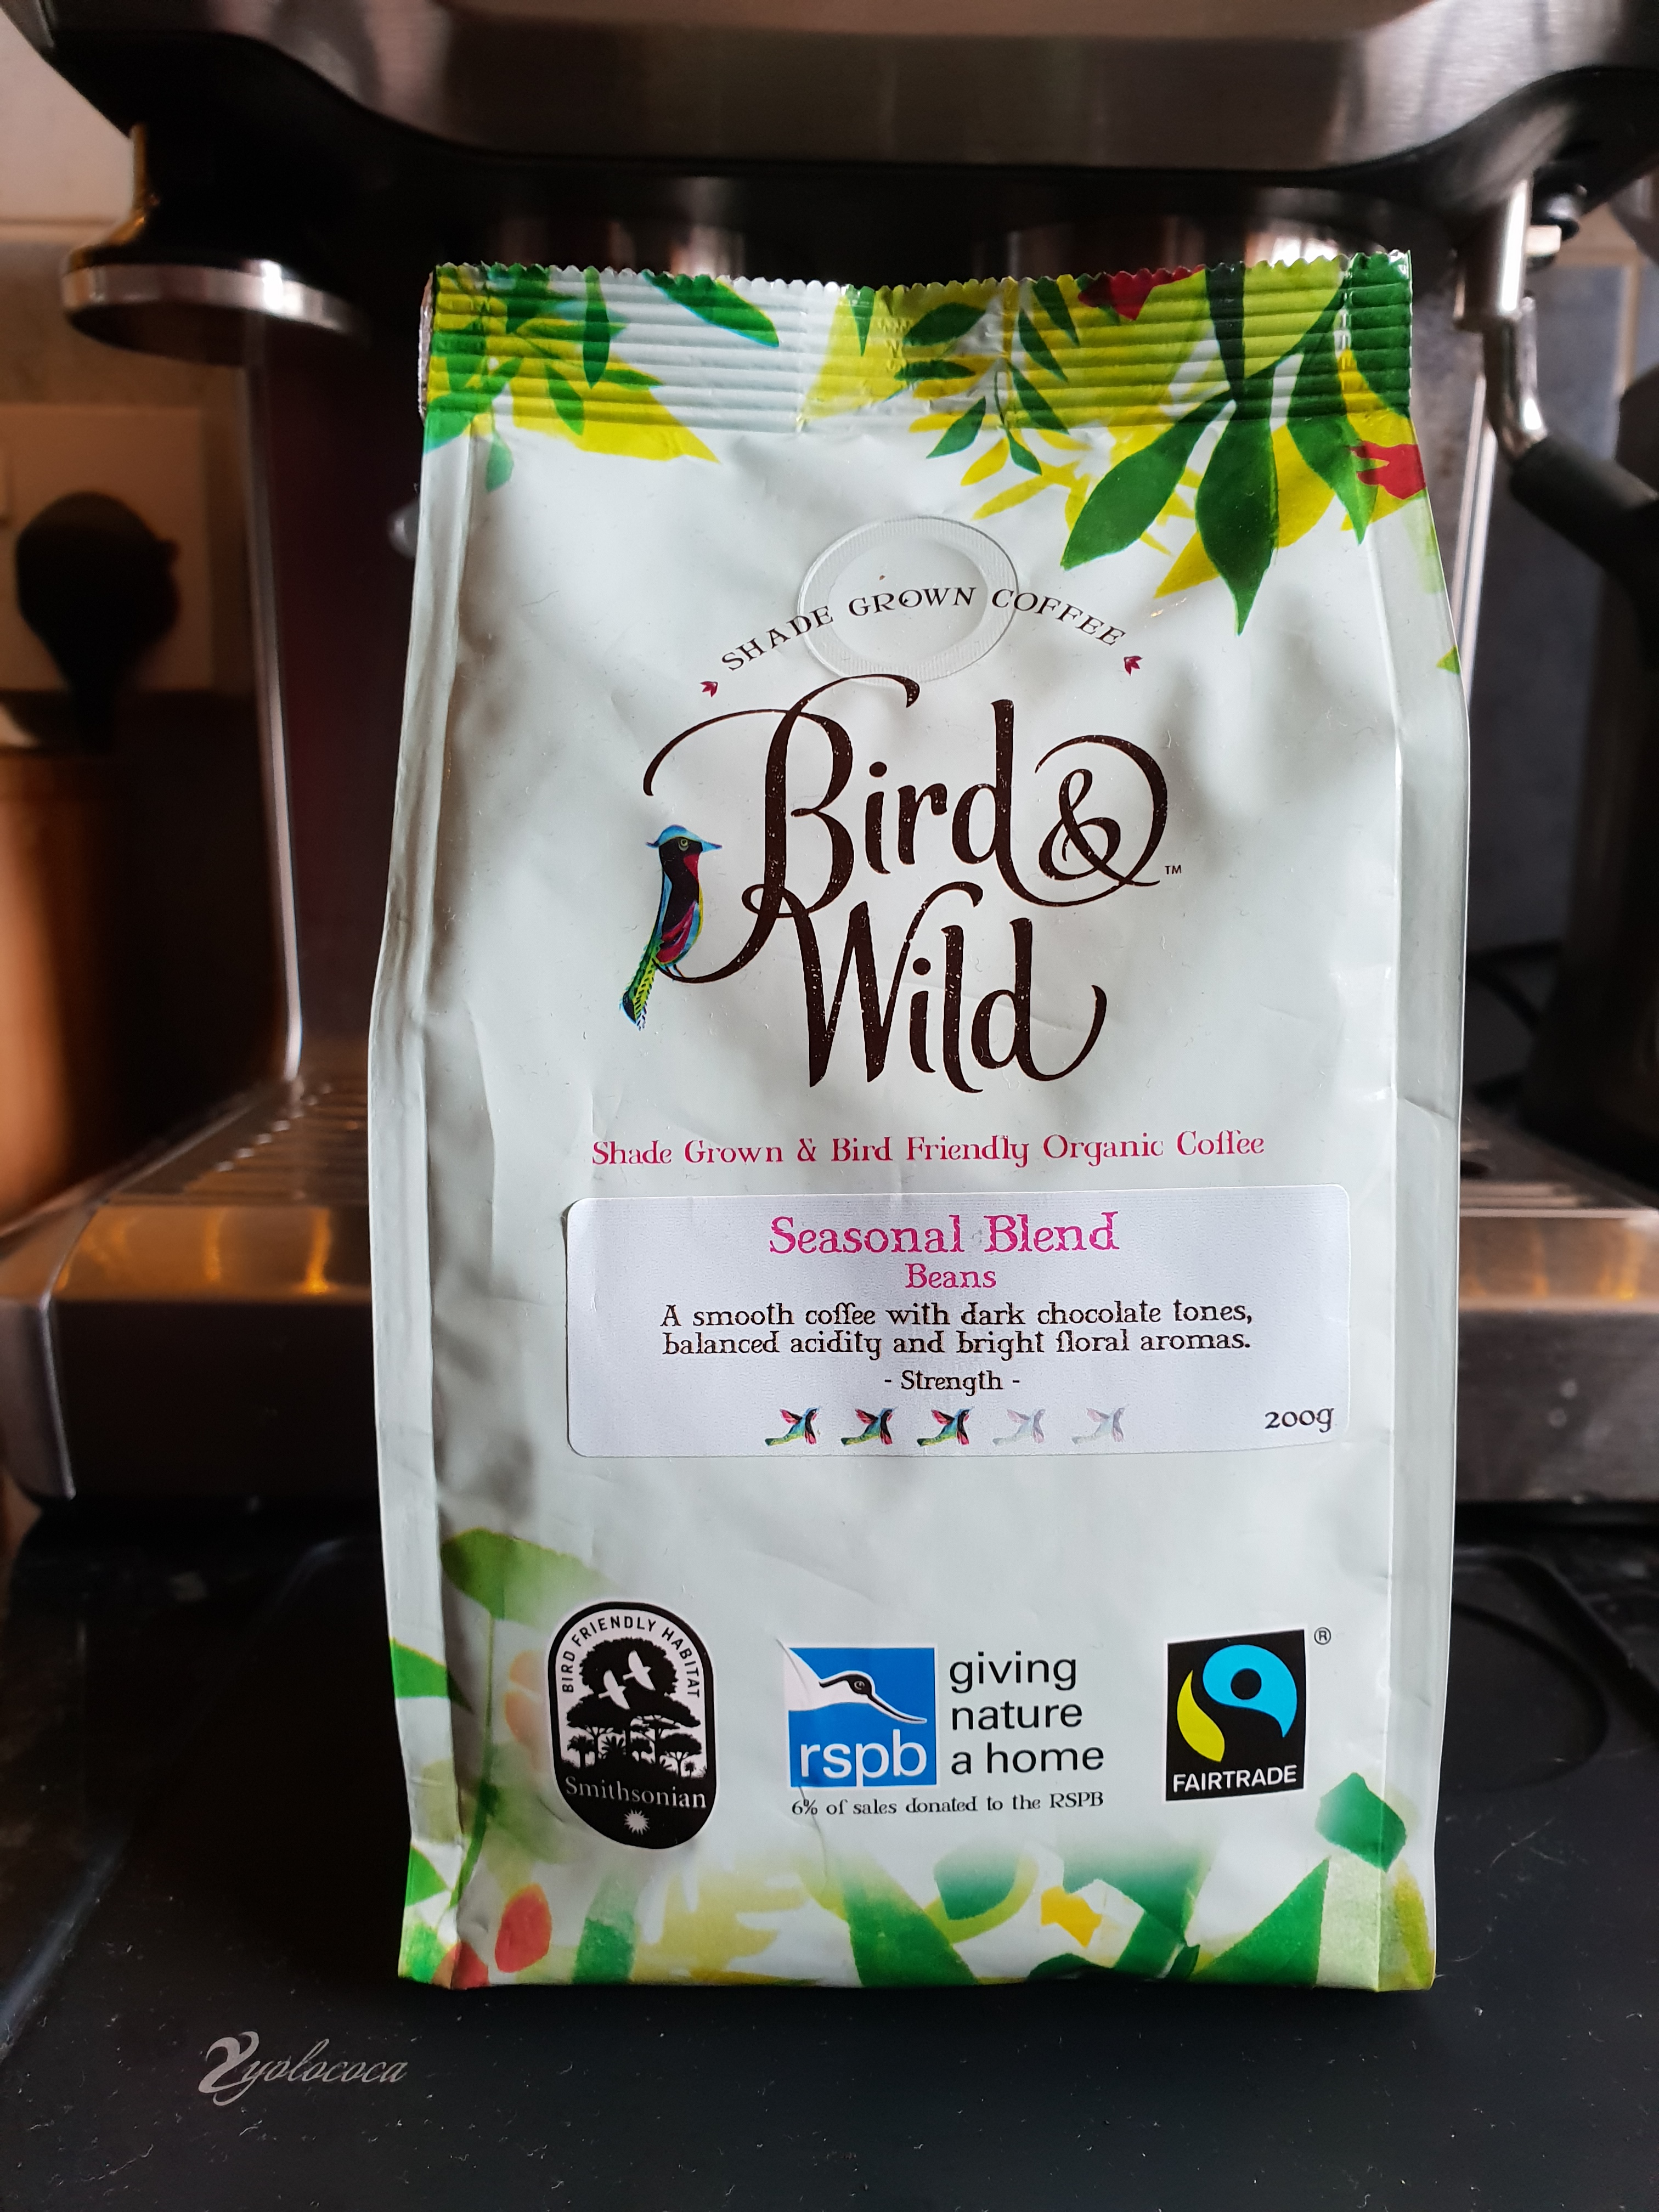 SHADE GROWN COFFEE
Bird &
Wild
TM
Shade Grown & Bird Friendly Organic Coffee
Seasonal Blend
Beans
A smooth coffee with dark chocolate tones,
balanced acidity and bright floral aromas.
- Strength -
200g
BIRD FRIENDLY HABITAT
Smithsonian
rspb
giving
nature
a home
6% of sales donated to the RSPB
®
FAIRTRADE
yolococa